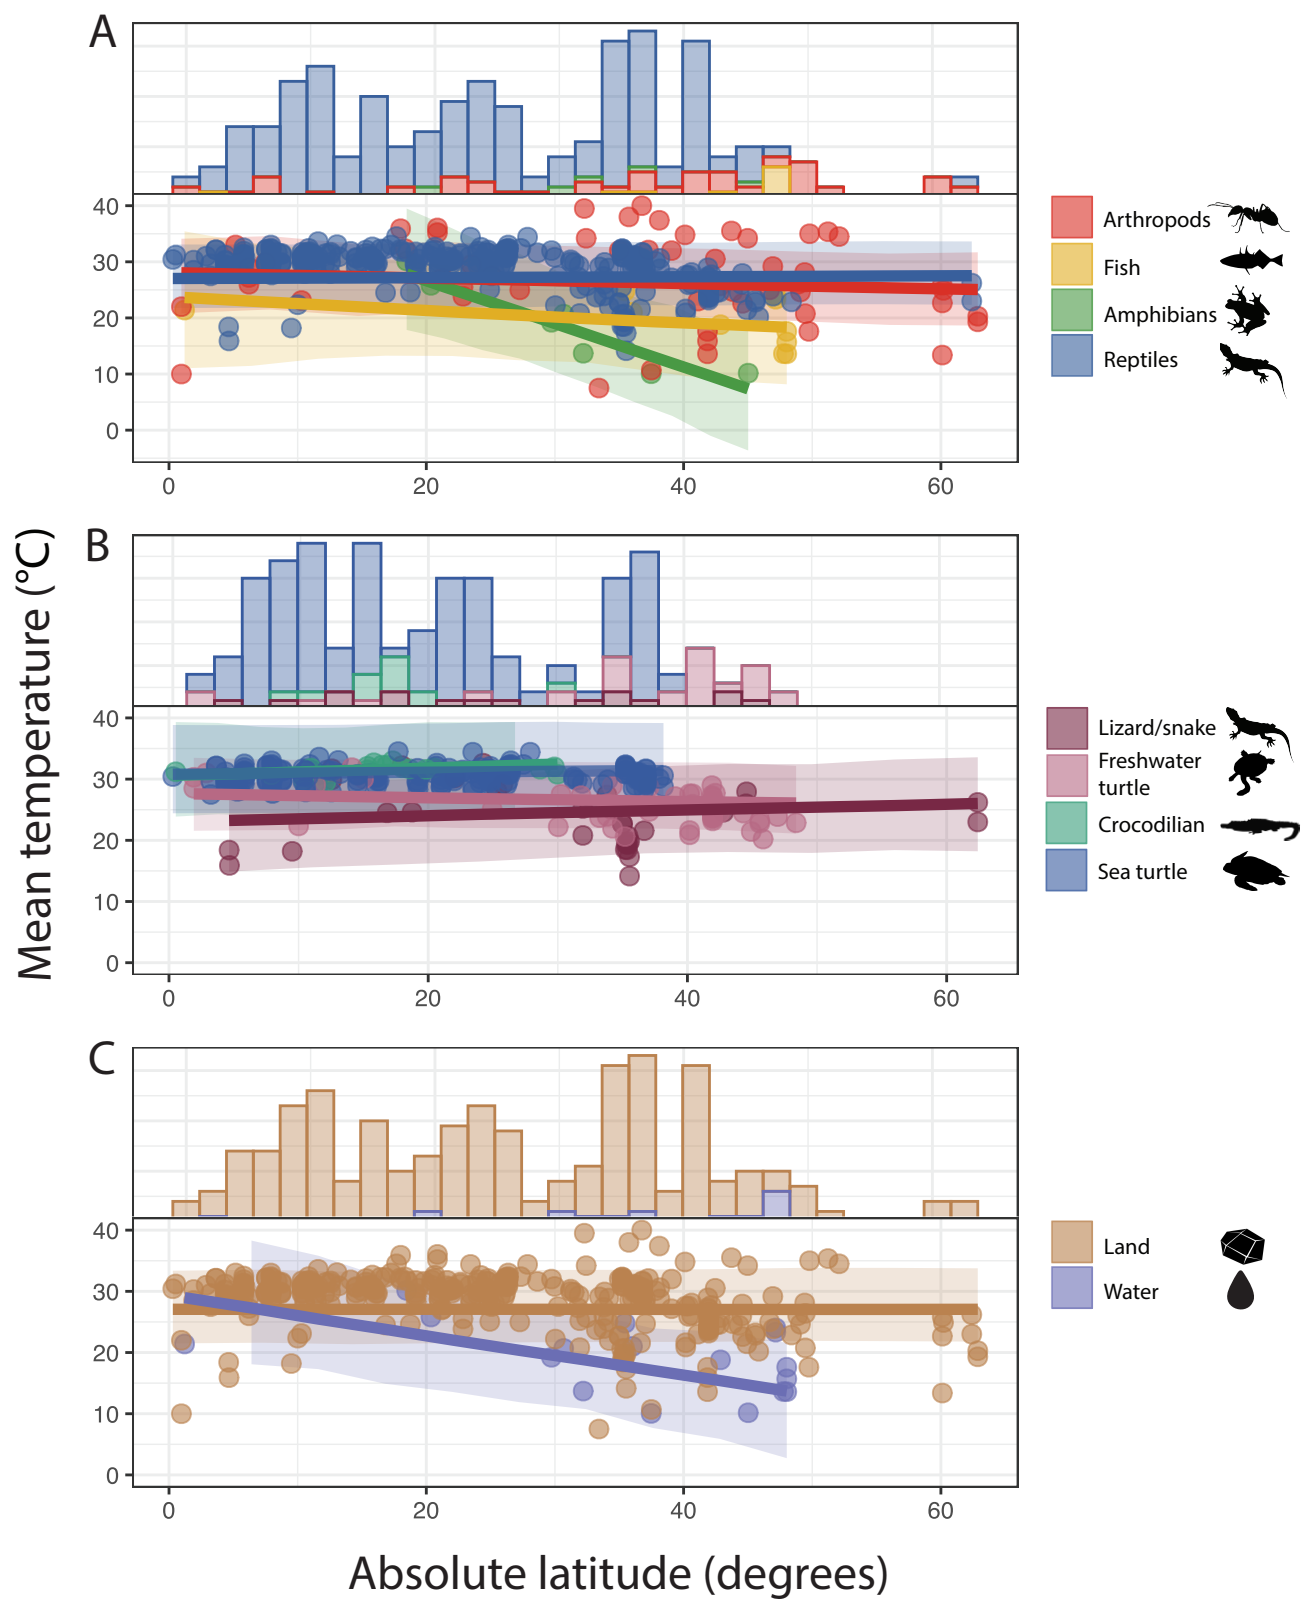 A
40
30
20
10
0
0 20 40 60
Arthropods
Fish
Amphibians
Reptiles
Mean temperature (°C)
B
40
30
20
10
0
0 20 40 60
Lizard/snake
Freshwater
turtle
Crocodilian
Sea turtle
C
40
30
20
10
0
0 20 40 60
Land
Water
Absolute latitude (degrees)